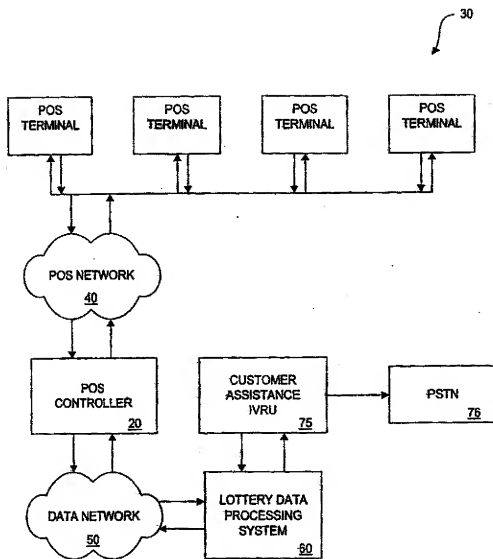 30
POS
TERMINAL
POS
TERMINAL
POS
TERMINAL
POS
TERMINAL
POS NETWORK
40
POS
CONTROLLER
20
CUSTOMER
ASSISTANCE
IVRU
75
PSTN
76
DATA NETWORK
50
LOTTERY DATA
PROCESSING
SYSTEM
60